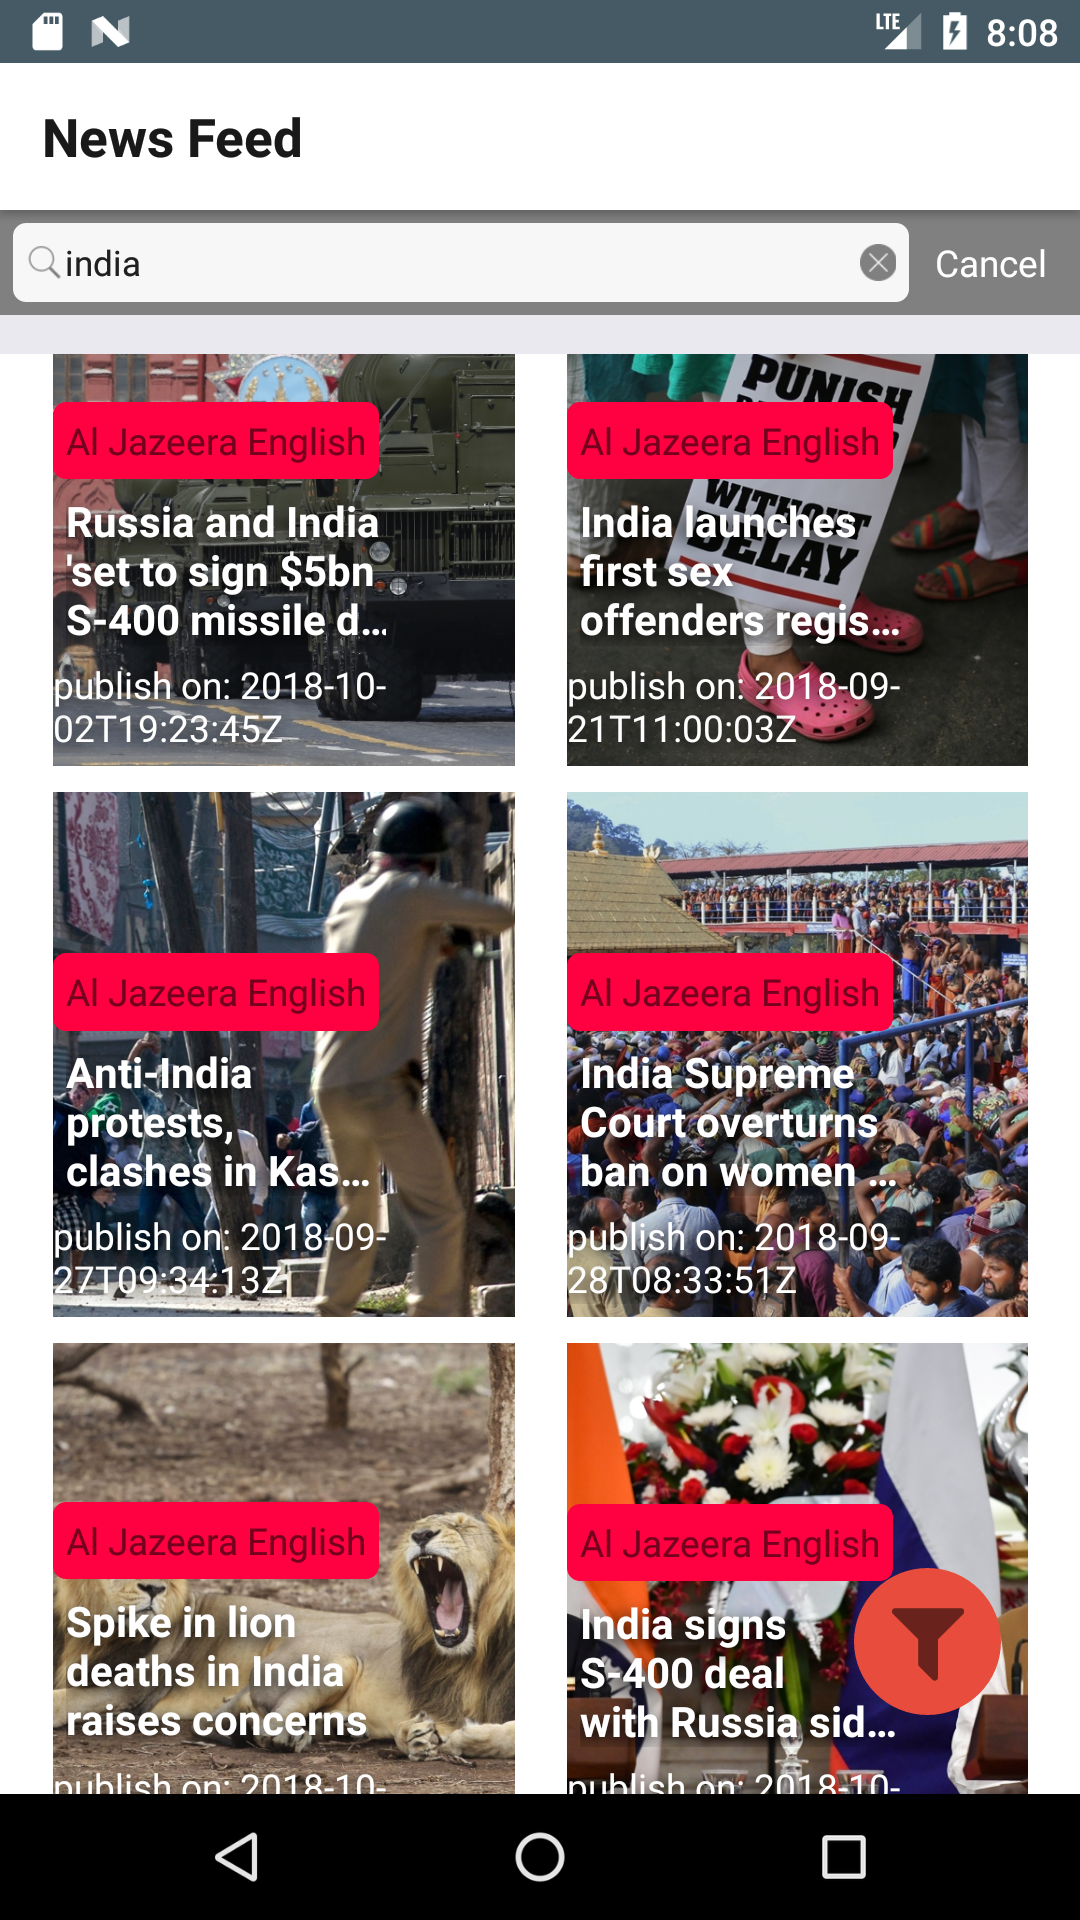 LTE 8:08
News Feed
india
Cancel
PUNISH
Al Jazeera English
WITHOUT
DELAY
Russia and India
'set to sign $5bn
S-400 missile d...
publish on: 2018-10-
02T19:23:45Z
Al Jazeera English
India launches
first sex
offenders regis...
publish on: 2018-09-
21T11:00:03Z
Al Jazeera English
Anti-India
protests,
clashes in Kas...
publish on: 2018-09-
27T09:34:13Z
Al Jazeera English
India Supreme
Court overturns
ban on women ...
publish on: 2018-09-
28T08:33:51Z
Al Jazeera English
Spike in lion
deaths in India
raises concerns
publish on: 2018-10-
Al Jazeera English
India signs
S-400 deal
with Russia sid...
publish on: 2018-10-